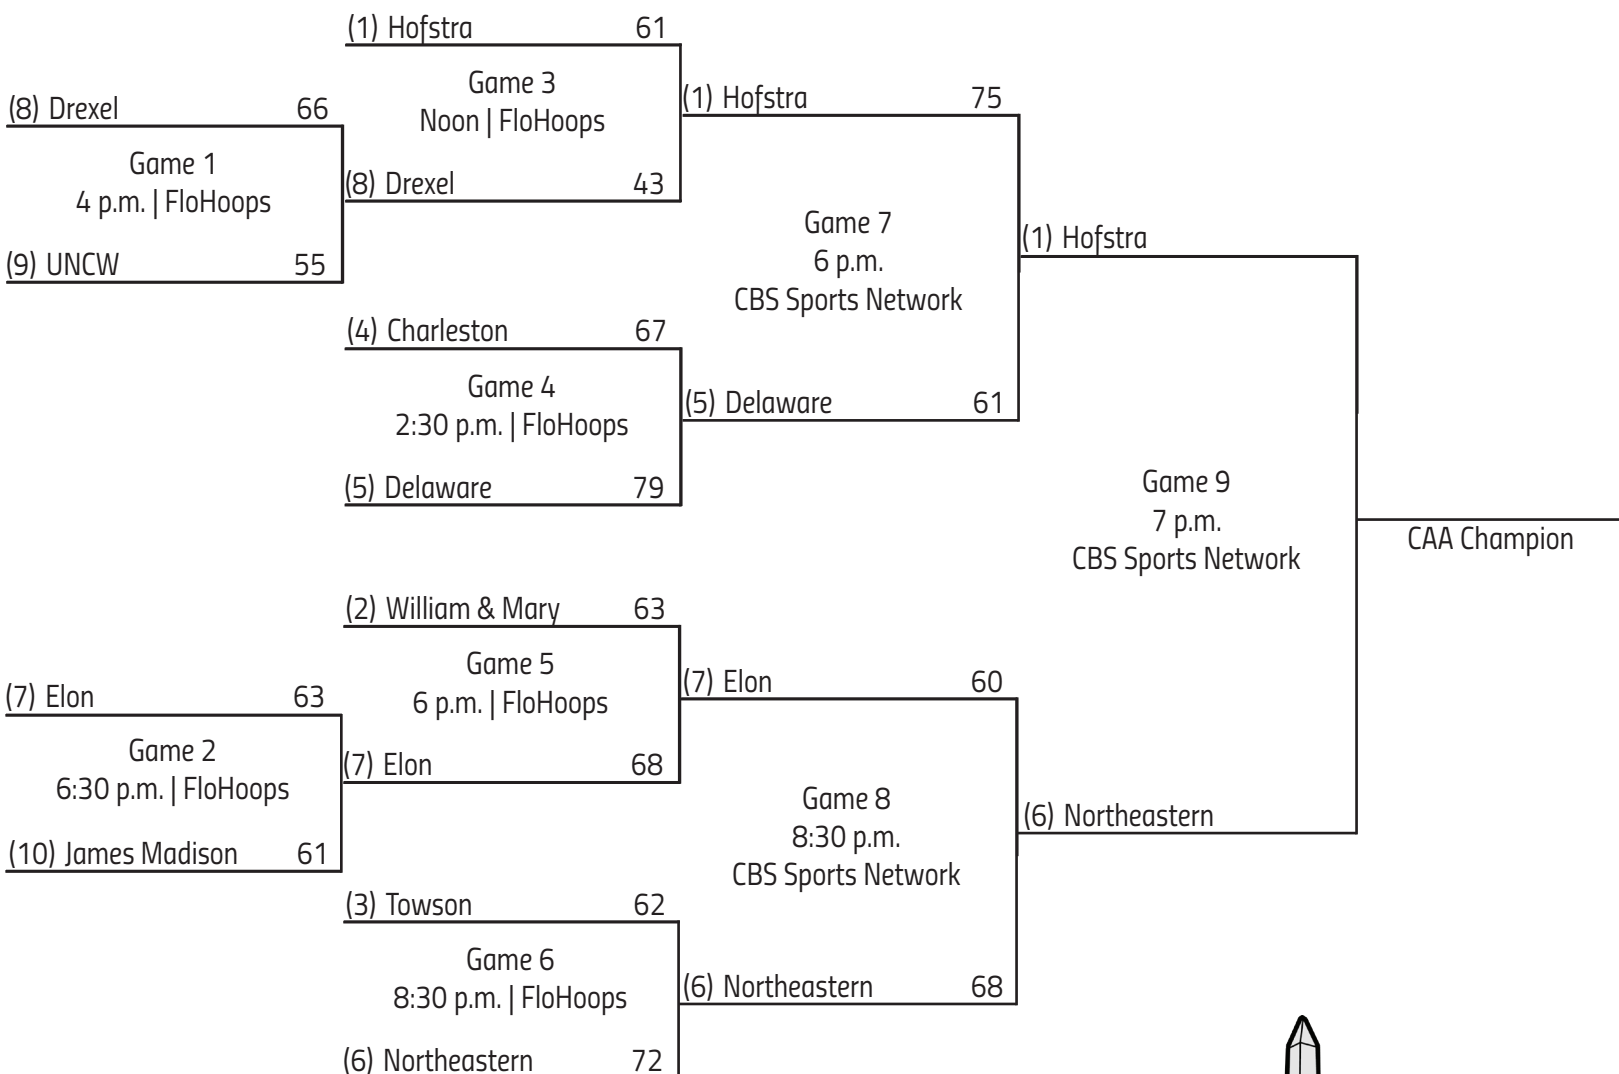 (1) Hofstra 61
Game 3
Noon | FloHoops
(8) Drexel 43
(8) Drexel 66
Game 1
4 p.m. | FloHoops
(9) UNCW 55
(1) Hofstra 75
Game 7
6 p.m.
CBS Sports Network
(5) Delaware 61
(4) Charleston 67
Game 4
2:30 p.m. | FloHoops
(5) Delaware 79
(1) Hofstra
Game 9
7 p.m.
CBS Sports Network
CAA Champion
(2) William & Mary 63
Game 5
6 p.m. | FloHoops
(7) Elon 68
(7) Elon 63
Game 2
6:30 p.m. | FloHoops
(10) James Madison 61
(7) Elon 60
Game 8
8:30 p.m.
CBS Sports Network
(6) Northeastern 68
(6) Northeastern
(3) Towson 62
Game 6
8:30 p.m. | FloHoops
(6) Northeastern 72